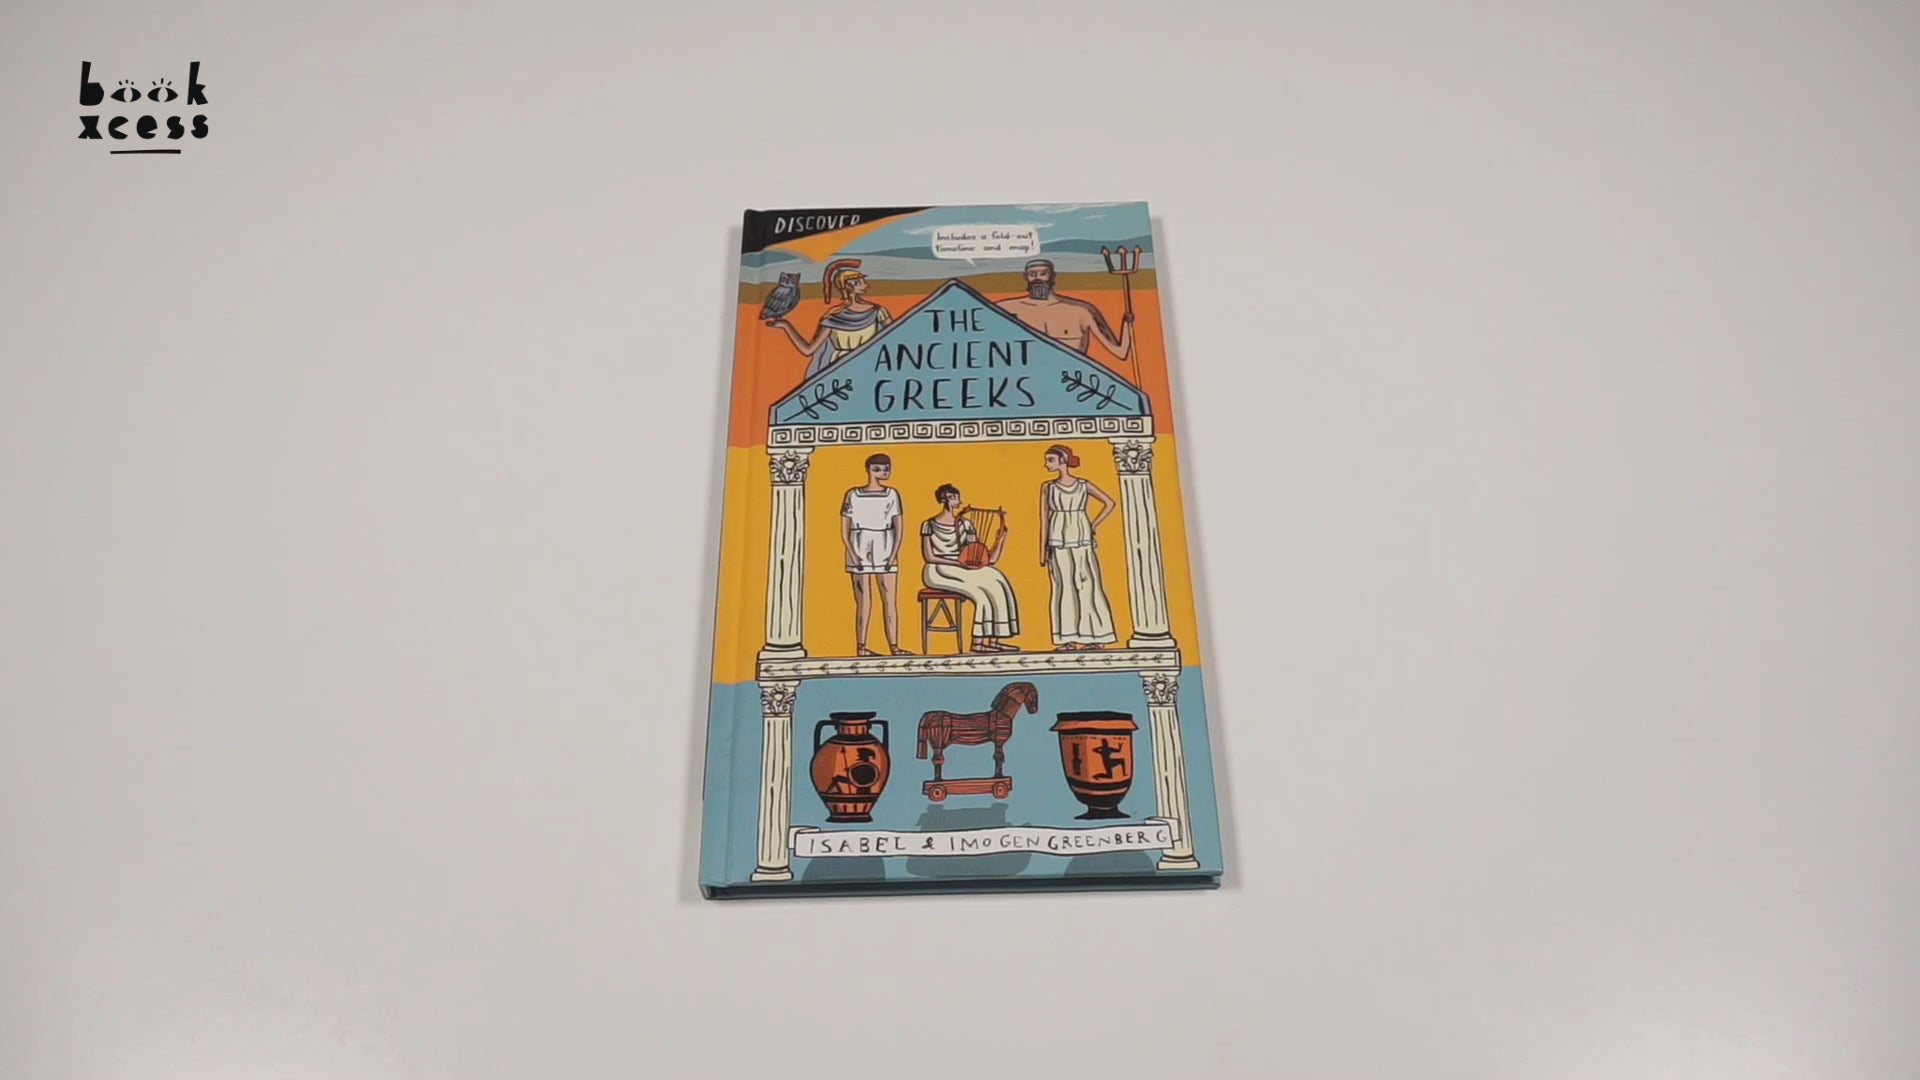 book
xcess
DISCOVER
Includes a fold-out
timeline and map!
THE
ANCIENT
GREEKS
ISABEL & IMOGEN GREENBERG